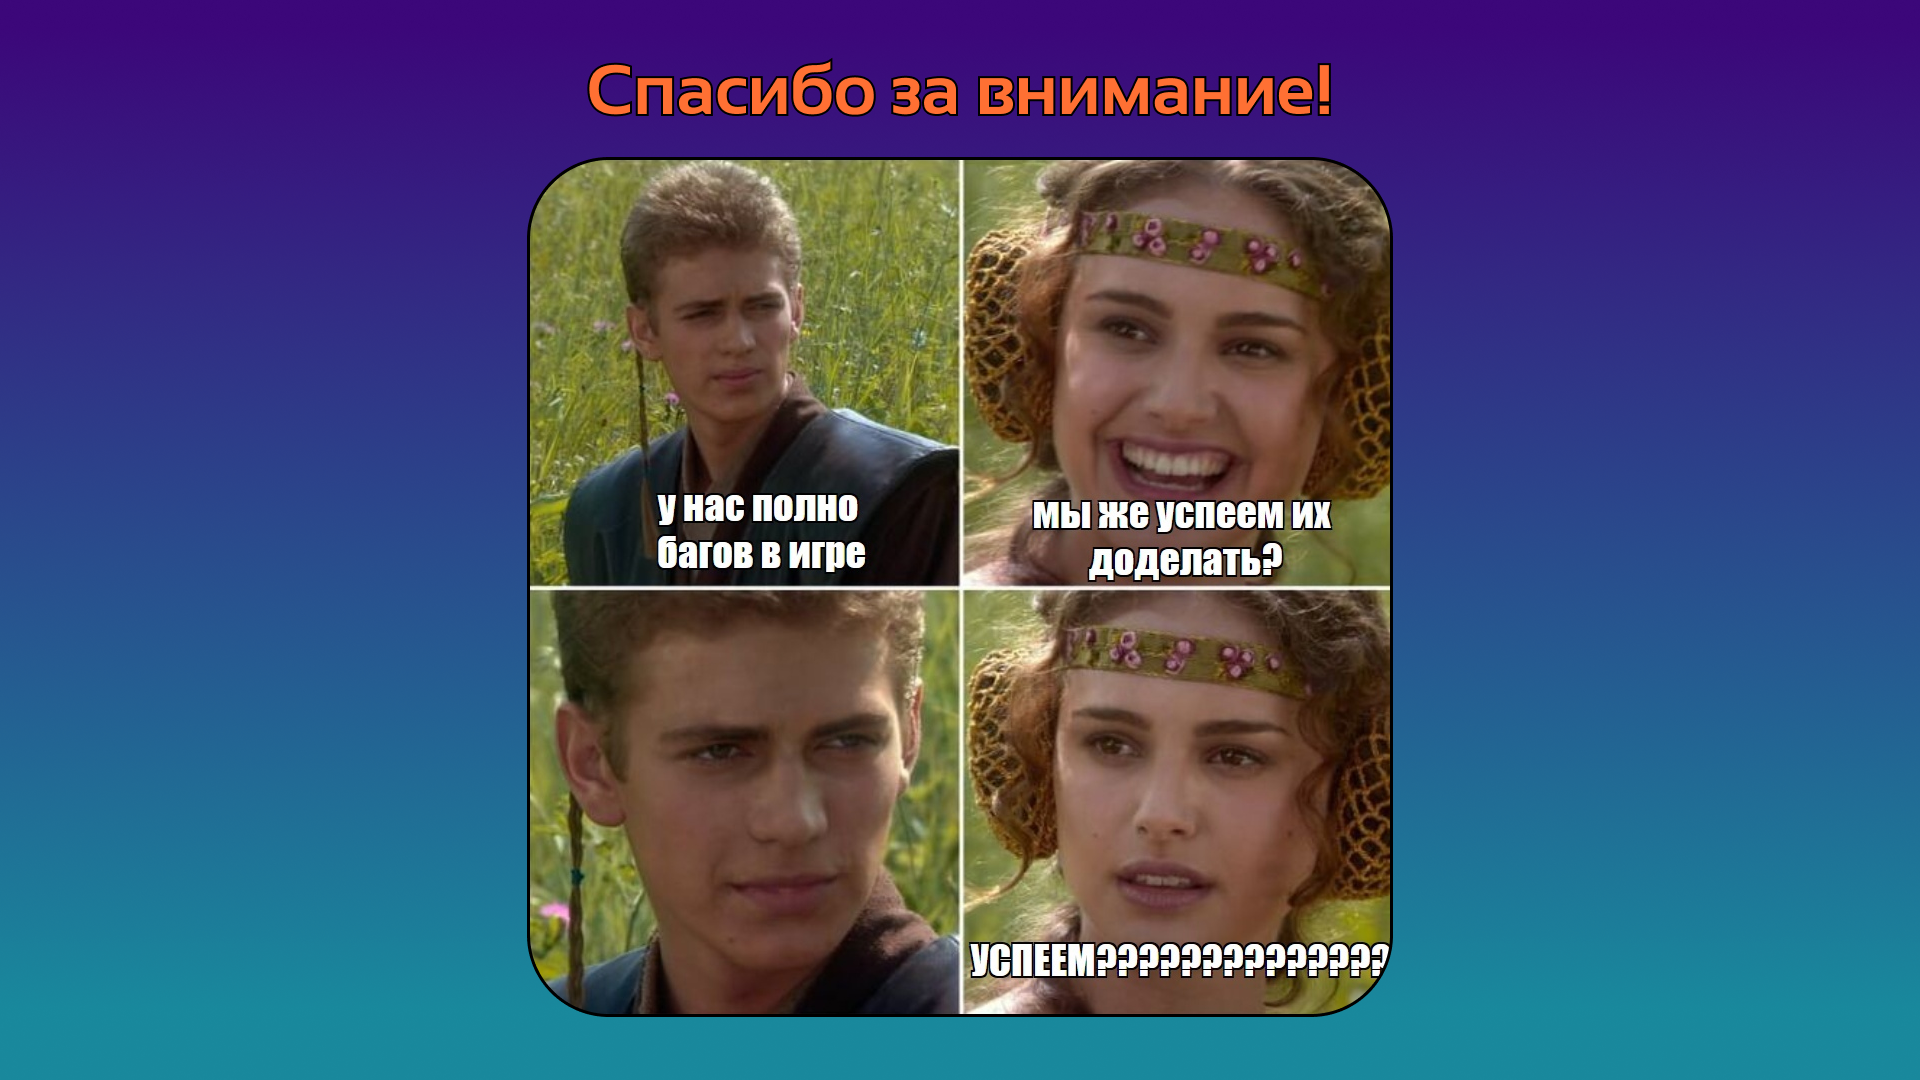 Спасибо за внимание!
у нас полно
багов в игре
мы же успеем их
доделать?
УСПЕЕМ??????????????